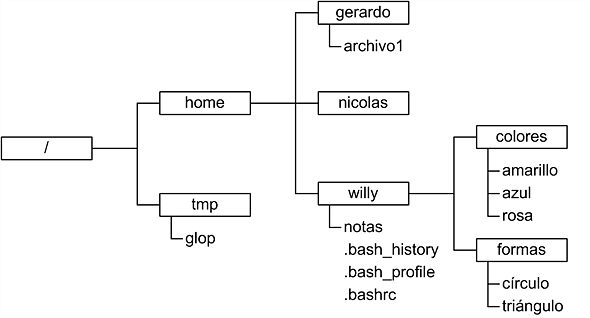 gerardo
archivo1
home
nicolas
colores
/
amarillo
willy
azul
tmp
rosa
notas
glop
.bash_history
formas
.bash_profile
círculo
.bashrc
triángulo